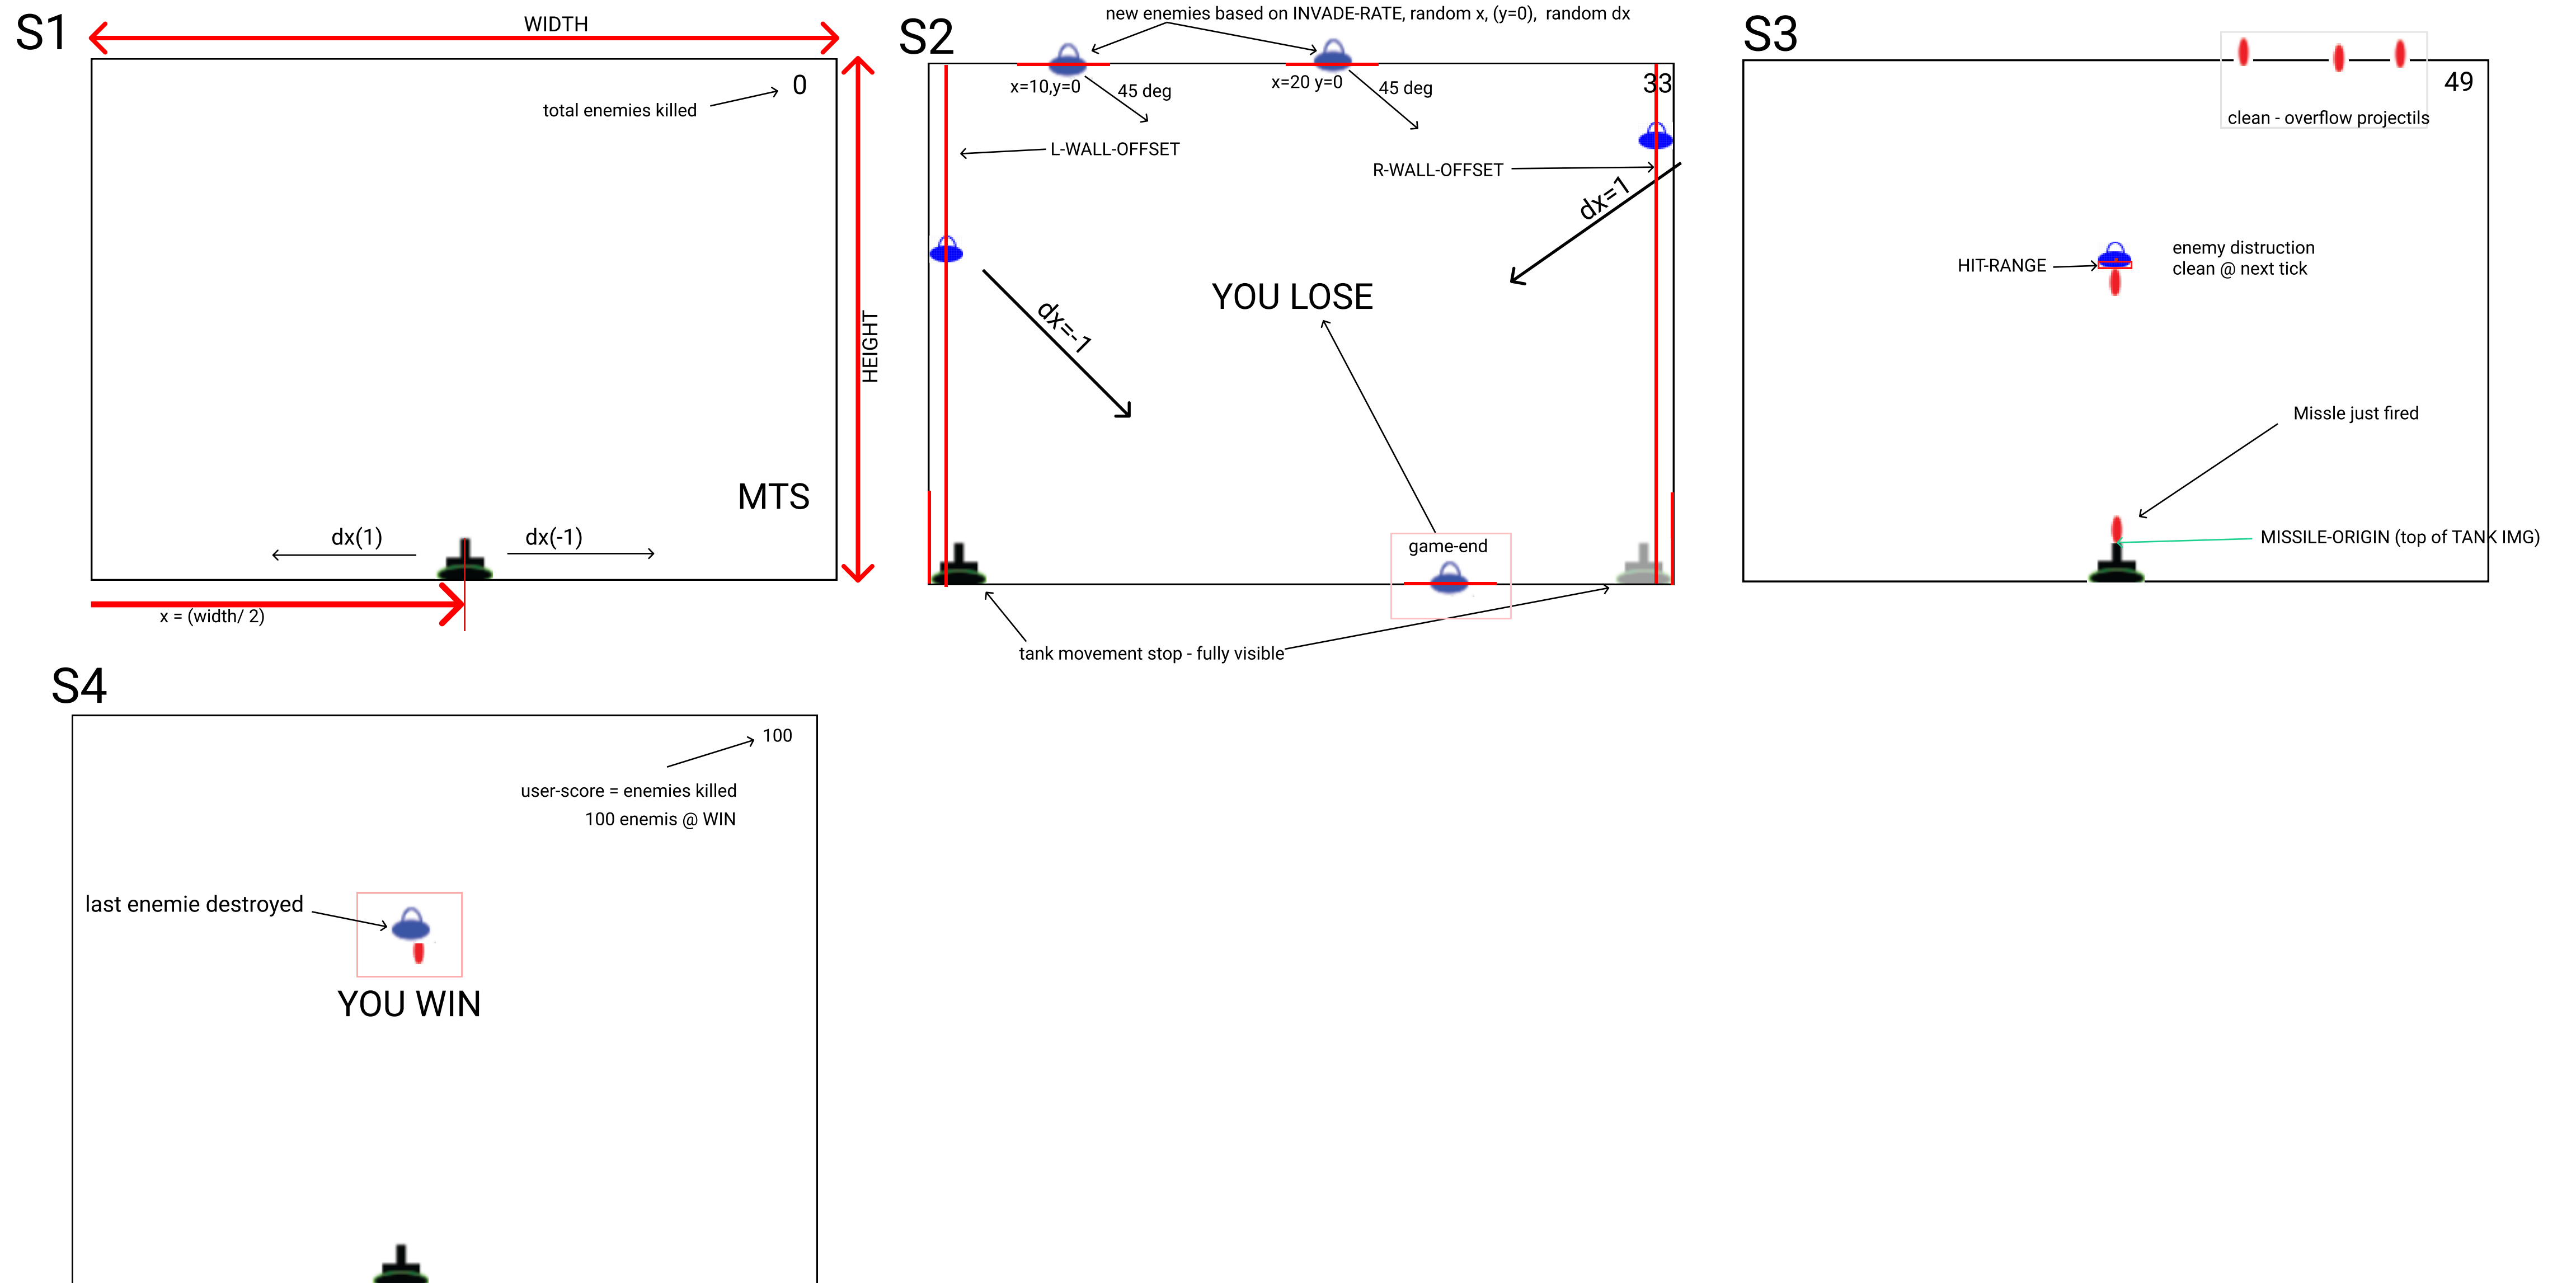 S1
WIDTH
0
total enemies killed
HEIGHT
MTS
dx(1)
dx(-1)
x = (width/ 2)
S2
new enemies based on INVADE-RATE, random x, (y=0), random dx
x=10,y=0
45 deg
x=20 y=0
45 deg
33
L-WALL-OFFSET
R-WALL-OFFSET
dx=1
dx=-1
YOU LOSE
game-end
tank movement stop - fully visible
S3
49
clean - overflow projectils
HIT-RANGE
enemy distruction
clean @ next tick
Missle just fired
MISSILE-ORIGIN (top of TANK IMG)
S4
100
user-score = enemies killed
100 enemis @ WIN
last enemie destroyed
YOU WIN